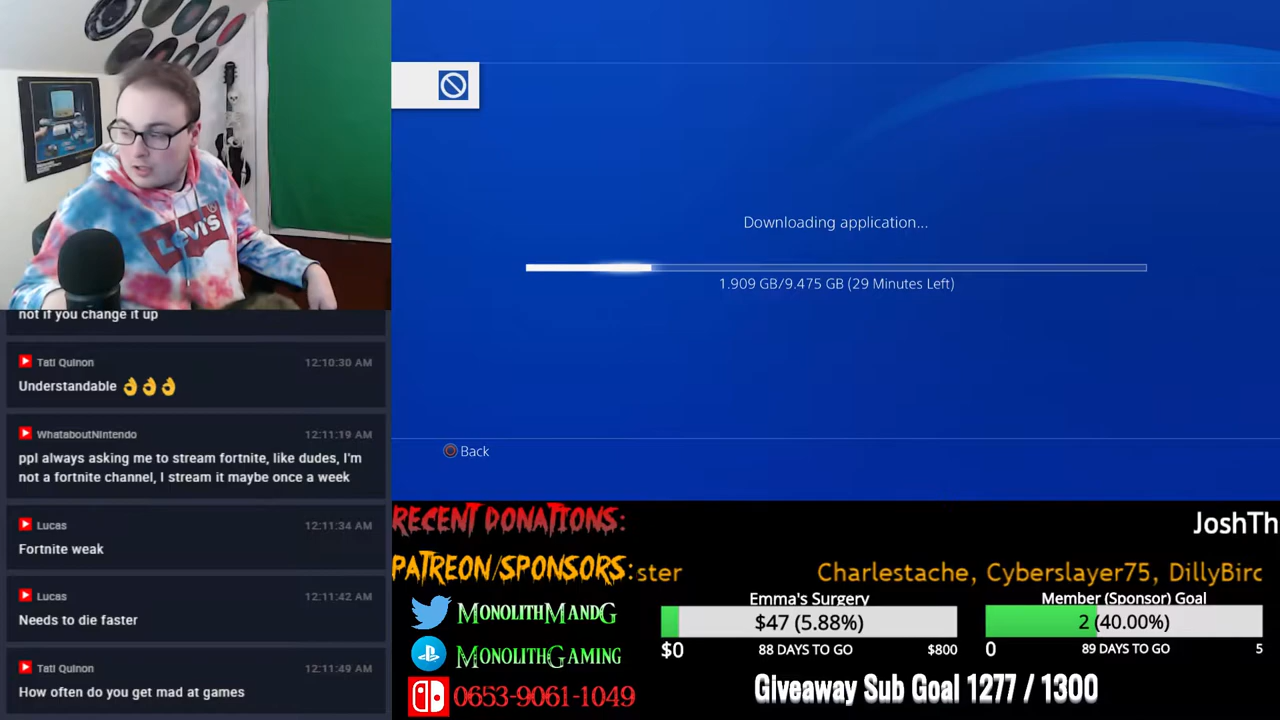 Levi's
Downloading application...
1.909 GB/9.475 GB (29 Minutes Left)
Back
not if you change it up
Tati Quinon 12:10:30 AM
Understandable 👌👌👌
WhataboutNintendo 12:11:19 AM
ppl always asking me to stream fortnite, like dudes, I'm
not a fortnite channel, I stream it maybe once a week
Lucas 12:11:34 AM
Fortnite weak
Lucas 12:11:42 AM
Needs to die faster
Tati Quinon 12:11:49 AM
How often do you get mad at games
RECENT DONATIONS: JoshTh
PATREON/SPONSORS: ster Charlestache, Cyberslayer75, DillyBirc
MonolithMandG
MonolithGaming
0653-9061-1049
Emma's Surgery
$47 (5.88%)
$0 88 DAYS TO GO $800
Member (Sponsor) Goal
2 (40.00%)
0 89 DAYS TO GO 5
Giveaway Sub Goal 1277 / 1300